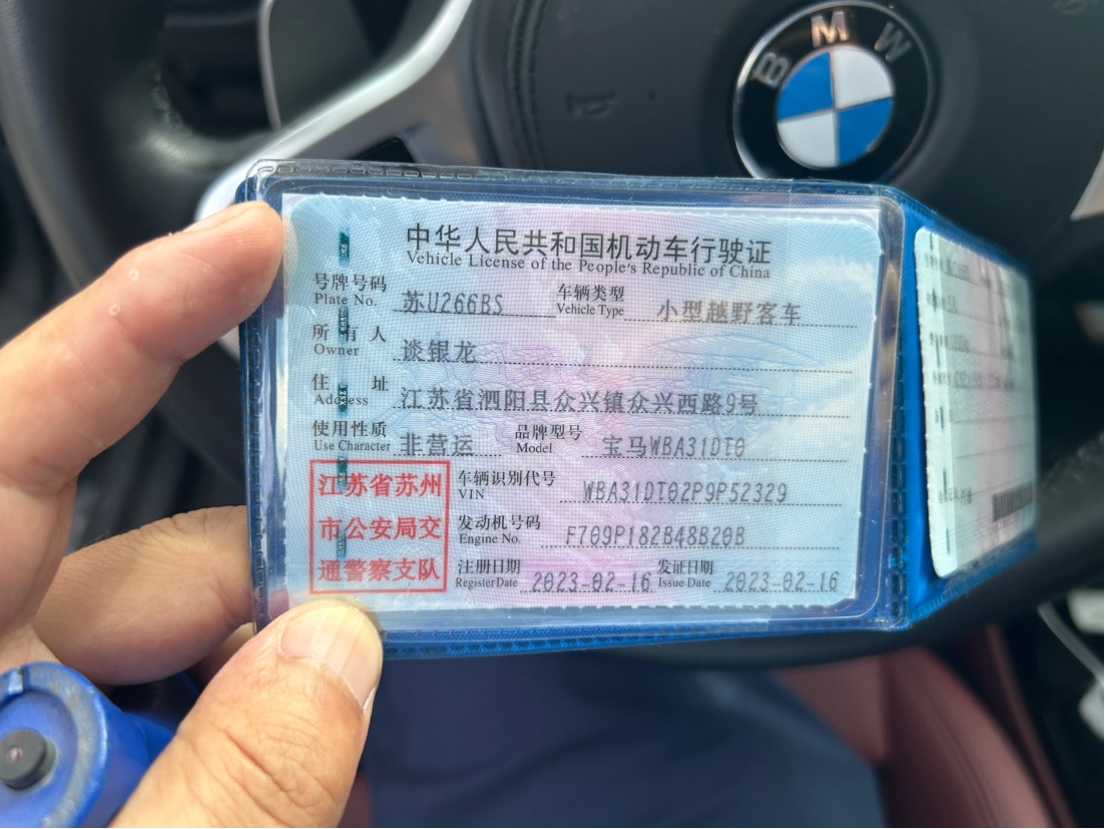 BMW
中华人民共和国机动车行驶证
Vehicle License of the People's Republic of China
号牌号码 苏U266BS 车辆类型 小型越野客车
Plate No. Vehicle Type
所有人 谈银龙
Owner
住址 江苏省泗阳县众兴镇众兴西路9号
Address
使用性质 非营运 品牌型号 宝马WBA31DT0
Use Character Model
江苏省苏州
市公安局交
通警察支队
车辆识别代号 WBA31DT02P9P52329
VIN
发动机号码 F709P182B48B20B
Engine No.
注册日期 2023-02-16 发证日期 2023-02-16
Register Date Issue Date